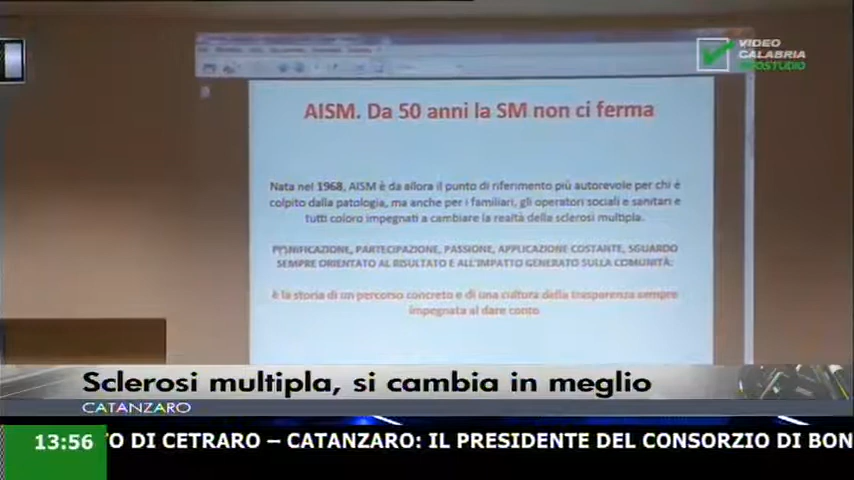 VIDEO
CALABRIA
AISM. Da 50 anni la SM non ci ferma
Nata nel 1968, AISM è da allora il punto di riferimento più autorevole per chi è
colpito dalla patologia, ma anche per i familiari, gli operatori sociali e sanitari e
tutti coloro impegnati a cambiare la realtà della sclerosi multipla.
PIANIFICAZIONE, PARTECIPAZIONE, PASSIONE, APPLICAZIONE COSTANTE, SGUARDO
SEMPRE ORIENTATO AL RISULTATO E ALL'IMPATTO GENERATO SULLA COMUNITÀ:
è la storia di un percorso concreto e di una cultura della trasparenza sempre
impegnata al dare conto
Sclerosi multipla, si cambia in meglio
CATANZARO
13:56 TO DI CETRARO – CATANZARO: IL PRESIDENTE DEL CONSORZIO DI BON